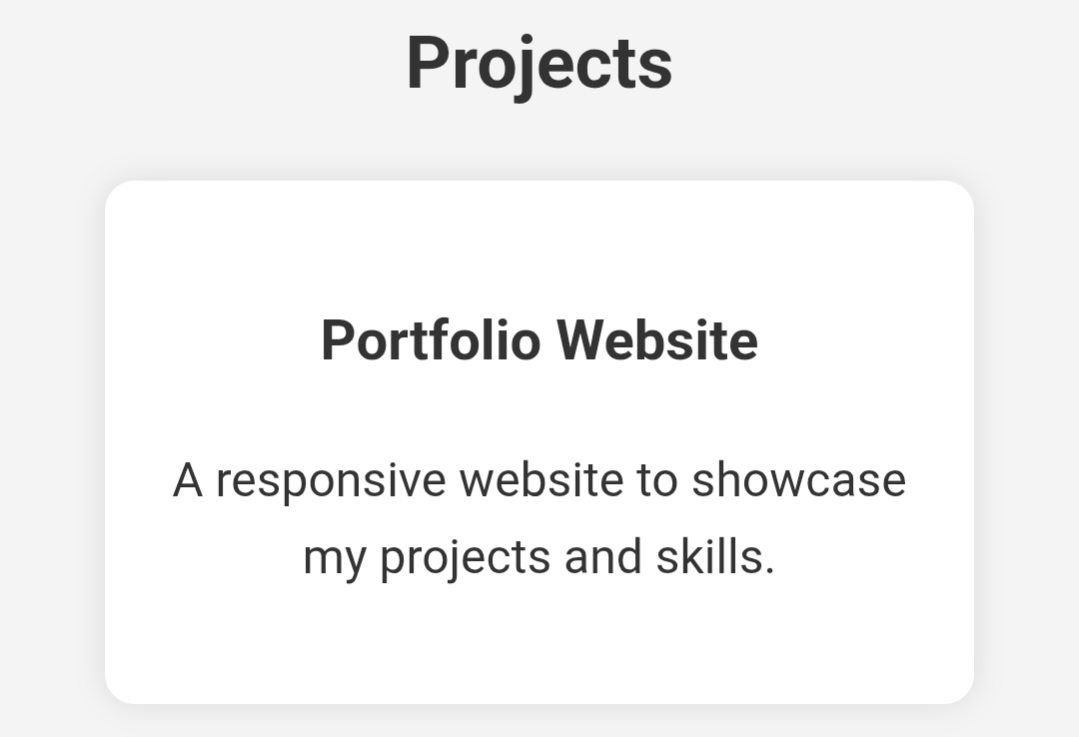 Projects
Portfolio Website
A responsive website to showcase
my projects and skills.